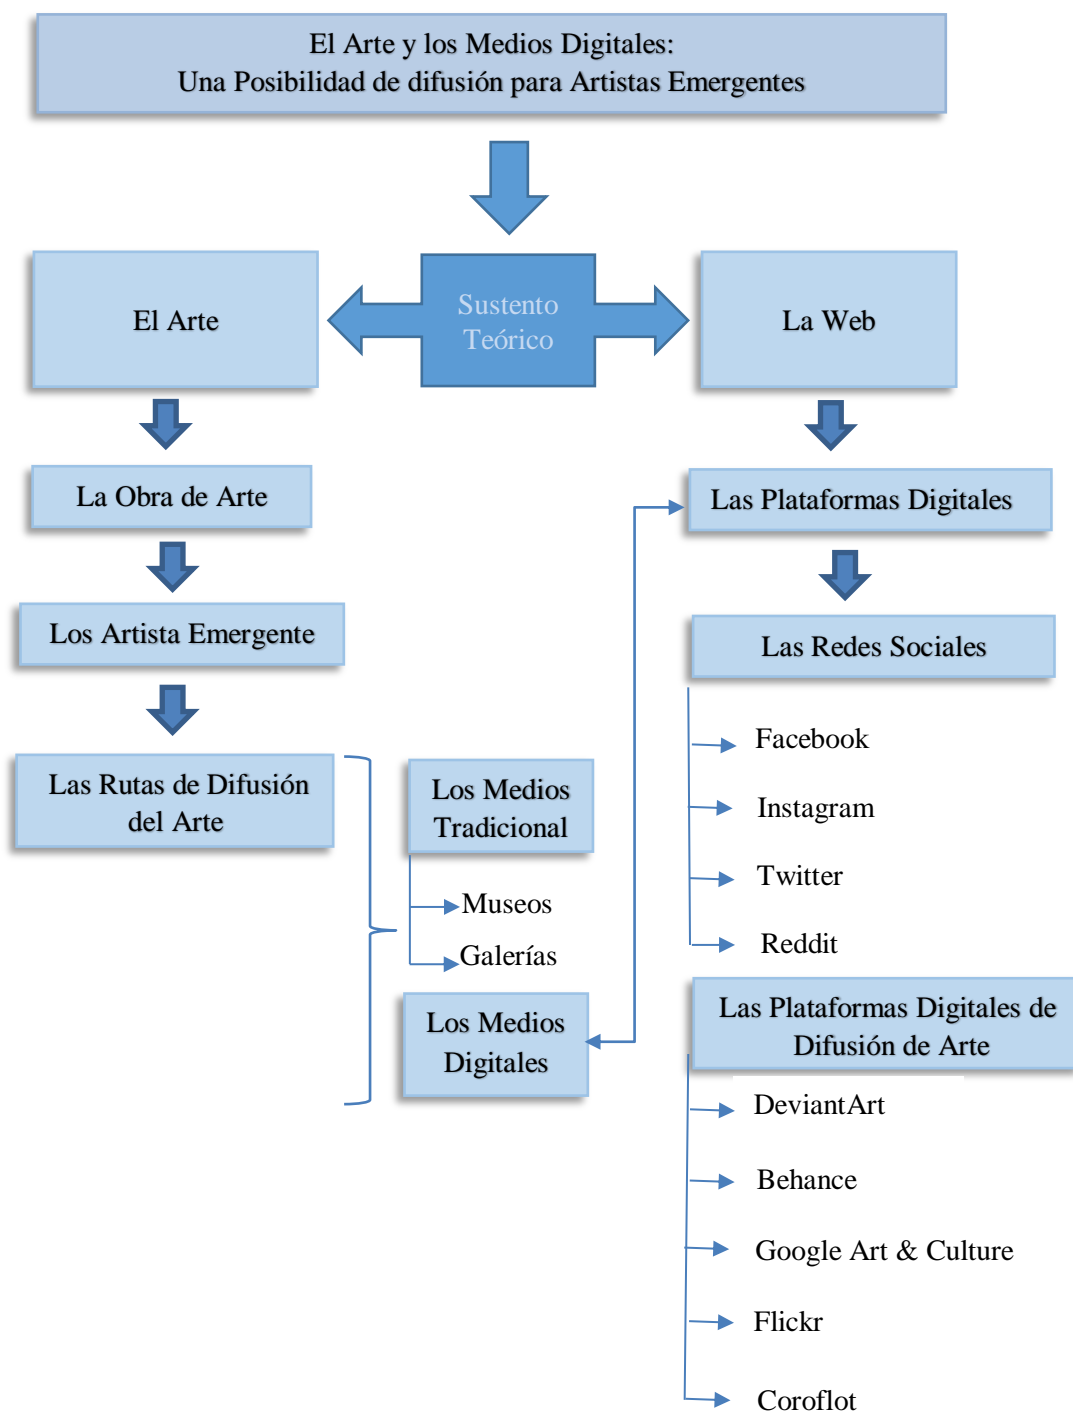 El Arte y los Medios Digitales:
Una Posibilidad de difusión para Artistas Emergentes
Sustento
Teórico
El Arte
La Obra de Arte
Los Artista Emergente
Las Rutas de Difusión
del Arte
Los Medios
Tradicional
Museos
Galerías
Los Medios
Digitales
La Web
Las Plataformas Digitales
Las Redes Sociales
Facebook
Instagram
Twitter
Reddit
Las Plataformas Digitales de
Difusión de Arte
DeviantArt
Behance
Google Art & Culture
Flickr
Coroflot